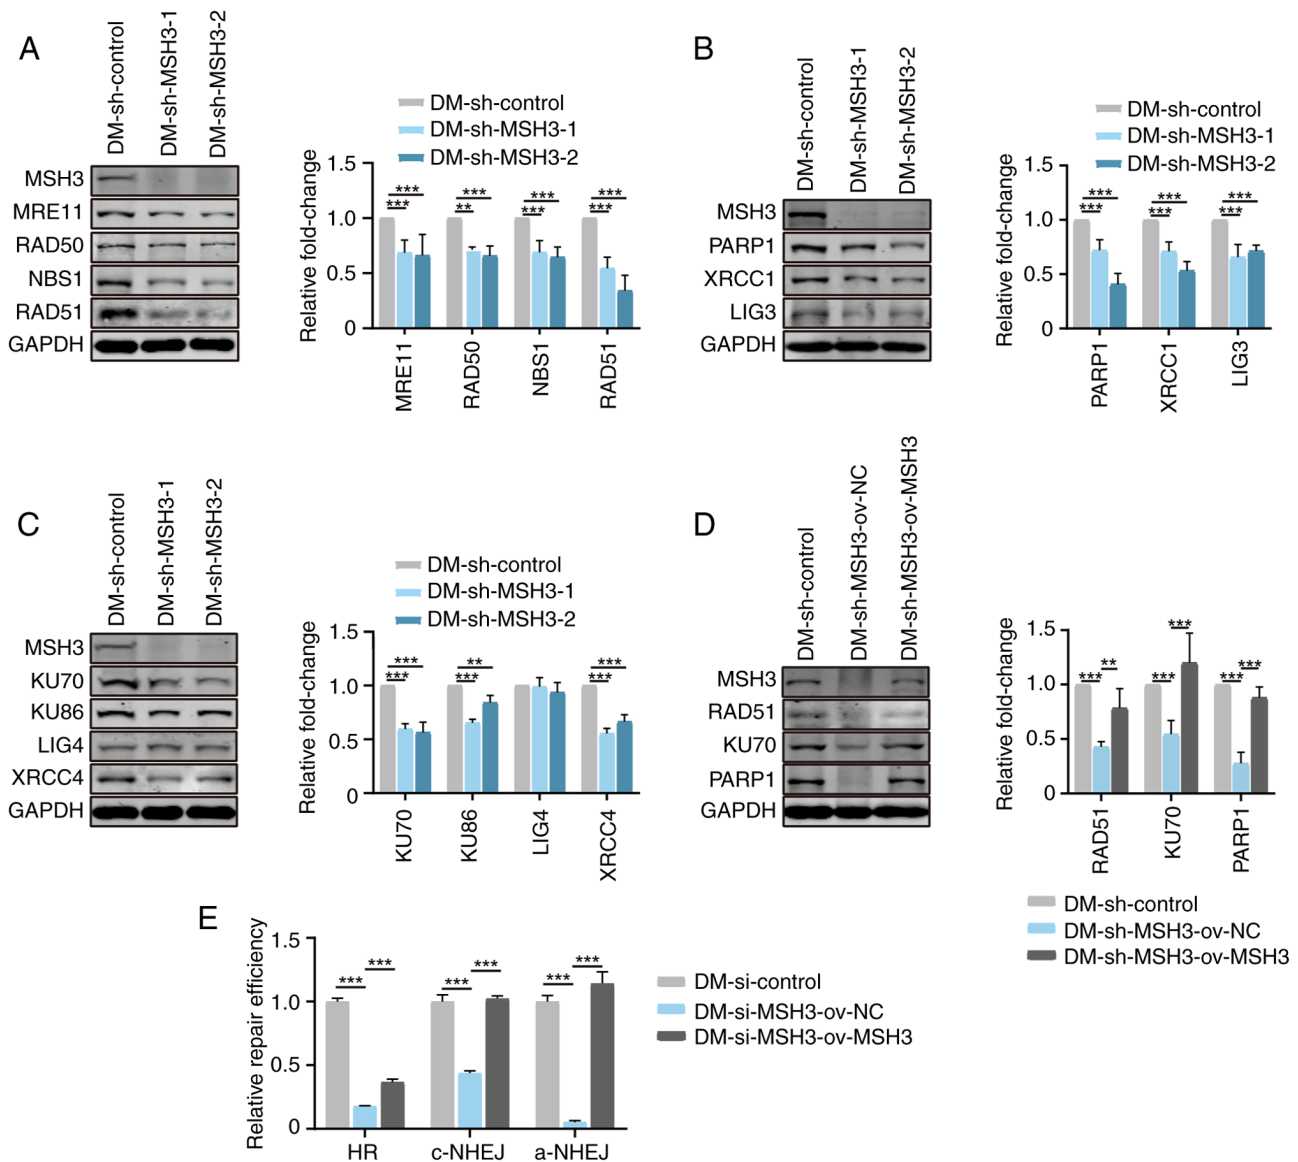 A
DM-sh-control
DM-sh-MSH3-1
DM-sh-MSH3-2
MSH3
MRE11
RAD50
NBS1
RAD51
GAPDH
DM-sh-control
DM-sh-MSH3-1
DM-sh-MSH3-2
Relative fold-change
1.5
1.0
0.5
0
*** ***
** ***
*** ***
*** ***
MRE11
RAD50
NBS1
RAD51
B
DM-sh-control
DM-sh-MSH3-1
DM-sh-MSH3-2
MSH3
PARP1
XRCC1
LIG3
GAPDH
DM-sh-control
DM-sh-MSH3-1
DM-sh-MSH3-2
Relative fold-change
1.5
1.0
0.5
0
*** ***
*** ***
*** ***
PARP1
XRCC1
LIG3
C
DM-sh-control
DM-sh-MSH3-1
DM-sh-MSH3-2
MSH3
KU70
KU86
LIG4
XRCC4
GAPDH
DM-sh-control
DM-sh-MSH3-1
DM-sh-MSH3-2
Relative fold-change
1.5
1.0
0.5
0
*** ***
*** **
*** ***
KU70
KU86
LIG4
XRCC4
D
DM-sh-control
DM-sh-MSH3-ov-NC
DM-sh-MSH3-ov-MSH3
MSH3
RAD51
KU70
PARP1
GAPDH
Relative fold-change
1.5
1.0
0.5
0
*** **
*** ***
*** ***
RAD51
KU70
PARP1
DM-sh-control
DM-sh-MSH3-ov-NC
DM-sh-MSH3-ov-MSH3
E
Relative repair efficiency
1.5
1.0
0.5
0
*** ***
*** ***
*** ***
HR
c-NHEJ
a-NHEJ
DM-si-control
DM-si-MSH3-ov-NC
DM-si-MSH3-ov-MSH3